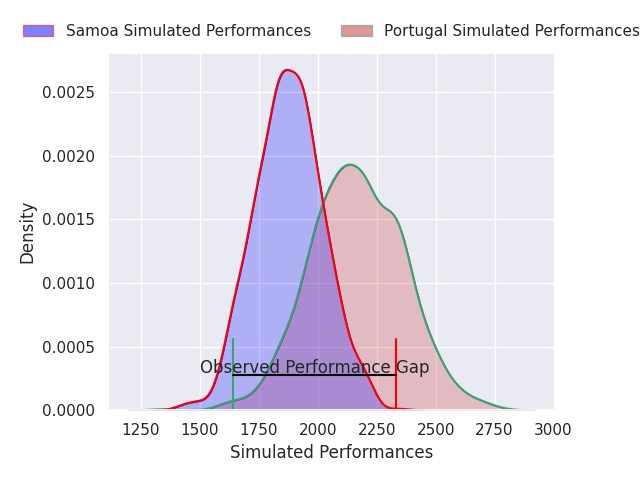 Samoa Simulated Performances
Portugal Simulated Performances
0.0025
0.0020
0.0015
0.0010
0.0005
0.0000
Density
Observed Performance Gap
1250 1500 1750 2000 2250 2500 2750 3000
Simulated Performances